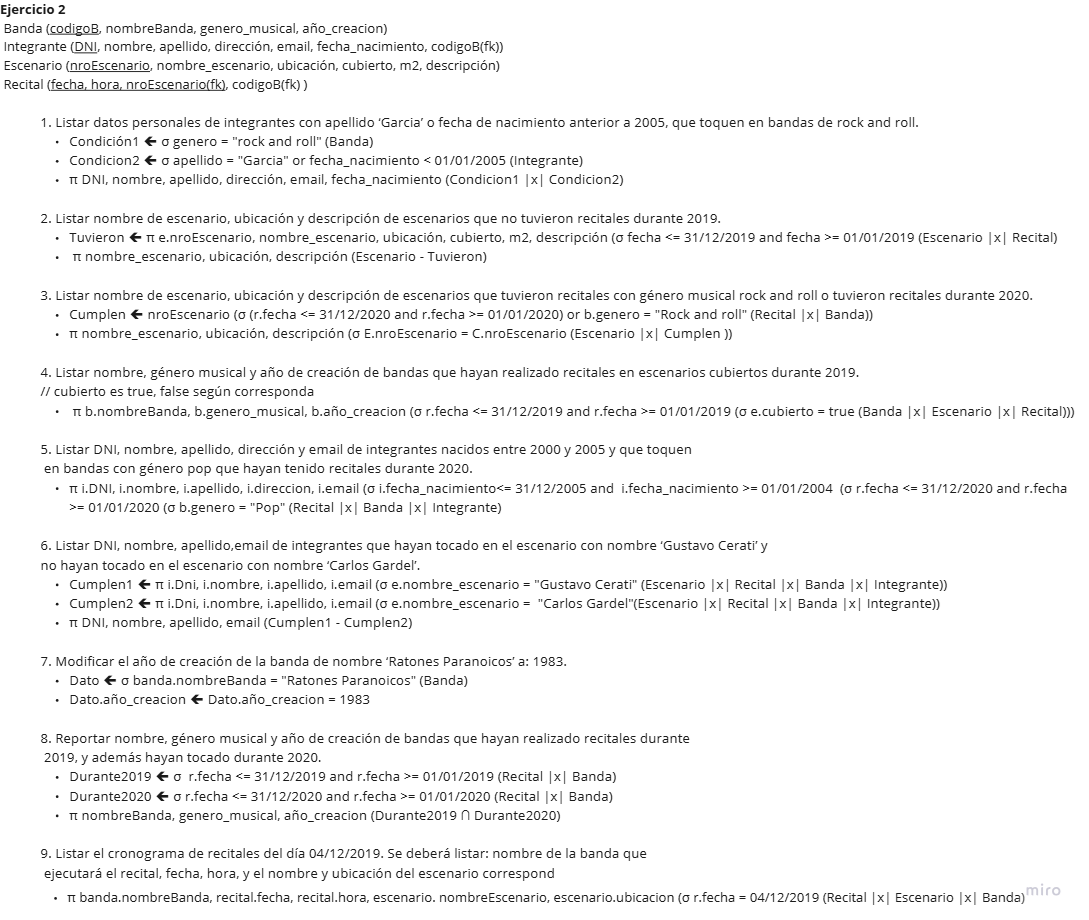 Ejercicio 2
Banda (codigoB, nombreBanda, genero_musical, año_creacion)
Integrante (DNI, nombre, apellido, dirección, email, fecha_nacimiento, codigoB(fk))
Escenario (nroEscenario, nombre_escenario, ubicación, cubierto, m2, descripción)
Recital (fecha, hora, nroEscenario(fk), codigoB(fk) )
1. Listar datos personales de integrantes con apellido ‘Garcia’ o fecha de nacimiento anterior a 2005, que toquen en bandas de rock and roll.
• Condición1 🡸 σ genero = "rock and roll" (Banda)
• Condicion2 🡸 σ apellido = "Garcia" or fecha_nacimiento < 01/01/2005 (Integrante)
• π DNI, nombre, apellido, dirección, email, fecha_nacimiento (Condicion1 |x| Condicion2)
2. Listar nombre de escenario, ubicación y descripción de escenarios que no tuvieron recitales durante 2019.
• Tuvieron 🡸 π e.nroEscenario, nombre_escenario, ubicación, cubierto, m2, descripción (σ fecha <= 31/12/2019 and fecha >= 01/01/2019 (Escenario |x| Recital)
• π nombre_escenario, ubicación, descripción (Escenario - Tuvieron)
3. Listar nombre de escenario, ubicación y descripción de escenarios que tuvieron recitales con género musical rock and roll o tuvieron recitales durante 2020.
• Cumplen 🡸 nroEscenario (σ (r.fecha <= 31/12/2020 and r.fecha >= 01/01/2020) or b.genero = "Rock and roll" (Recital |x| Banda))
• π nombre_escenario, ubicación, descripción (σ E.nroEscenario = C.nroEscenario (Escenario |x| Cumplen ))
4. Listar nombre, género musical y año de creación de bandas que hayan realizado recitales en escenarios cubiertos durante 2019.
// cubierto es true, false según corresponda
• π b.nombreBanda, b.genero_musical, b.año_creacion (σ r.fecha <= 31/12/2019 and r.fecha >= 01/01/2019 (σ e.cubierto = true (Banda |x| Escenario |x| Recital)))
5. Listar DNI, nombre, apellido, dirección y email de integrantes nacidos entre 2000 y 2005 y que toquen
en bandas con género pop que hayan tenido recitales durante 2020.
• π i.DNI, i.nombre, i.apellido, i.direccion, i.email (σ i.fecha_nacimiento<= 31/12/2005 and i.fecha_nacimiento >= 01/01/2004 (σ r.fecha <= 31/12/2020 and r.fecha
>= 01/01/2020 (σ b.genero = "Pop" (Recital |x| Banda |x| Integrante)
6. Listar DNI, nombre, apellido,email de integrantes que hayan tocado en el escenario con nombre ‘Gustavo Cerati’ y
no hayan tocado en el escenario con nombre ‘Carlos Gardel’.
• Cumplen1 🡸 π i.Dni, i.nombre, i.apellido, i.email (σ e.nombre_escenario = "Gustavo Cerati" (Escenario |x| Recital |x| Banda |x| Integrante))
• Cumplen2 🡸 π i.Dni, i.nombre, i.apellido, i.email (σ e.nombre_escenario = "Carlos Gardel"(Escenario |x| Recital |x| Banda |x| Integrante))
• π DNI, nombre, apellido, email (Cumplen1 - Cumplen2)
7. Modificar el año de creación de la banda de nombre ‘Ratones Paranoicos’ a: 1983.
• Dato 🡸 σ banda.nombreBanda = "Ratones Paranoicos" (Banda)
• Dato.año_creacion 🡸 Dato.año_creacion = 1983
8. Reportar nombre, género musical y año de creación de bandas que hayan realizado recitales durante
2019, y además hayan tocado durante 2020.
• Durante2019 🡸 σ r.fecha <= 31/12/2019 and r.fecha >= 01/01/2019 (Recital |x| Banda)
• Durante2020 🡸 σ r.fecha <= 31/12/2020 and r.fecha >= 01/01/2020 (Recital |x| Banda)
• π nombreBanda, genero_musical, año_creacion (Durante2019 ∩ Durante2020)
9. Listar el cronograma de recitales del día 04/12/2019. Se deberá listar: nombre de la banda que
ejecutará el recital, fecha, hora, y el nombre y ubicación del escenario correspond
• π banda.nombreBanda, recital.fecha, recital.hora, escenario. nombreEscenario, escenario.ubicacion (σ r.fecha = 04/12/2019 (Recital |x| Escenario |x| Banda)
miro